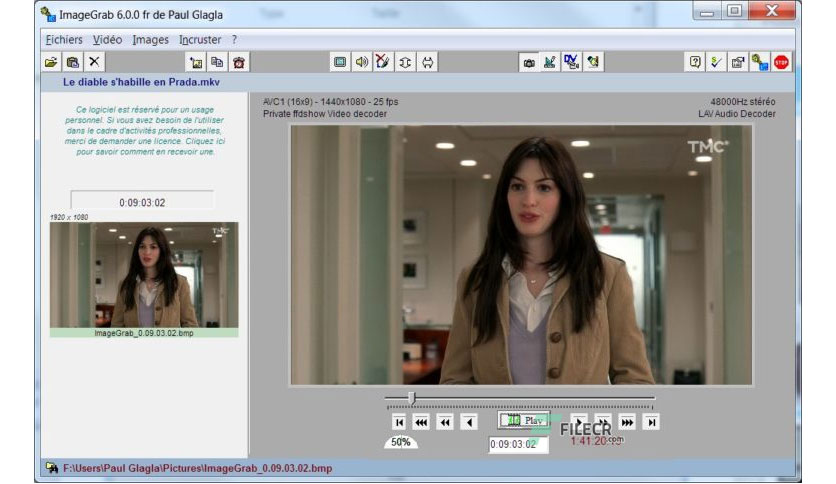 ImageGrab 6.0.0 fr de Paul Glagla
Fichiers Vidéo Images Incruster ?
Le diable s'habille en Prada.mkv
Ce logiciel est réservé pour un usage
personnel. Si vous avez besoin de l'utiliser
dans le cadre d'activités professionnelles,
merci de demander une licence. Cliquez ici
pour savoir comment en recevoir une.
0:09:03:02
1920 x 1080
TMC
ImageGrab_0.09.03.02.bmp
AVC1 (16x9) - 1440x1080 - 25 fps
Private ffdshow Video decoder
48000Hz stéréo
LAV Audio Decoder
TMC
Play
50%
0:09:03:02
1:41:20
FILECR
.com
F:\Users\Paul Glagla\Pictures\ImageGrab_0.09.03.02.bmp
DV
STOP